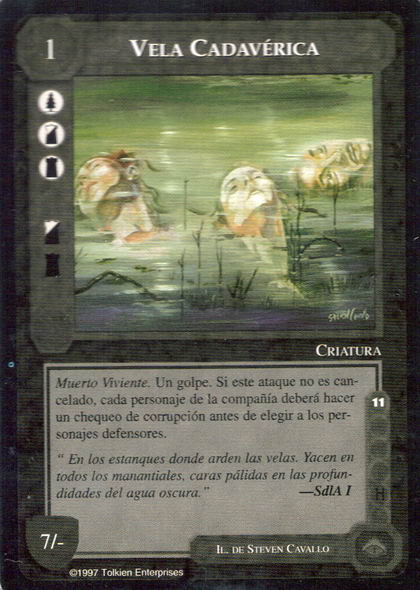 1
VELA CADAVÉRICA
CRIATURA
Muerto Viviente. Un golpe. Si este ataque no es can-
celado, cada personaje de la compañía deberá hacer
un chequeo de corrupción antes de elegir a los per-
sonajes defensores.
11
“ En los estanques donde arden las velas. Yacen en
todos los manantiales, caras pálidas en las profun-
didades del agua oscura.” —SdlA I
H
7/-
IL. DE STEVEN CAVALLO
©1997 Tolkien Enterprises